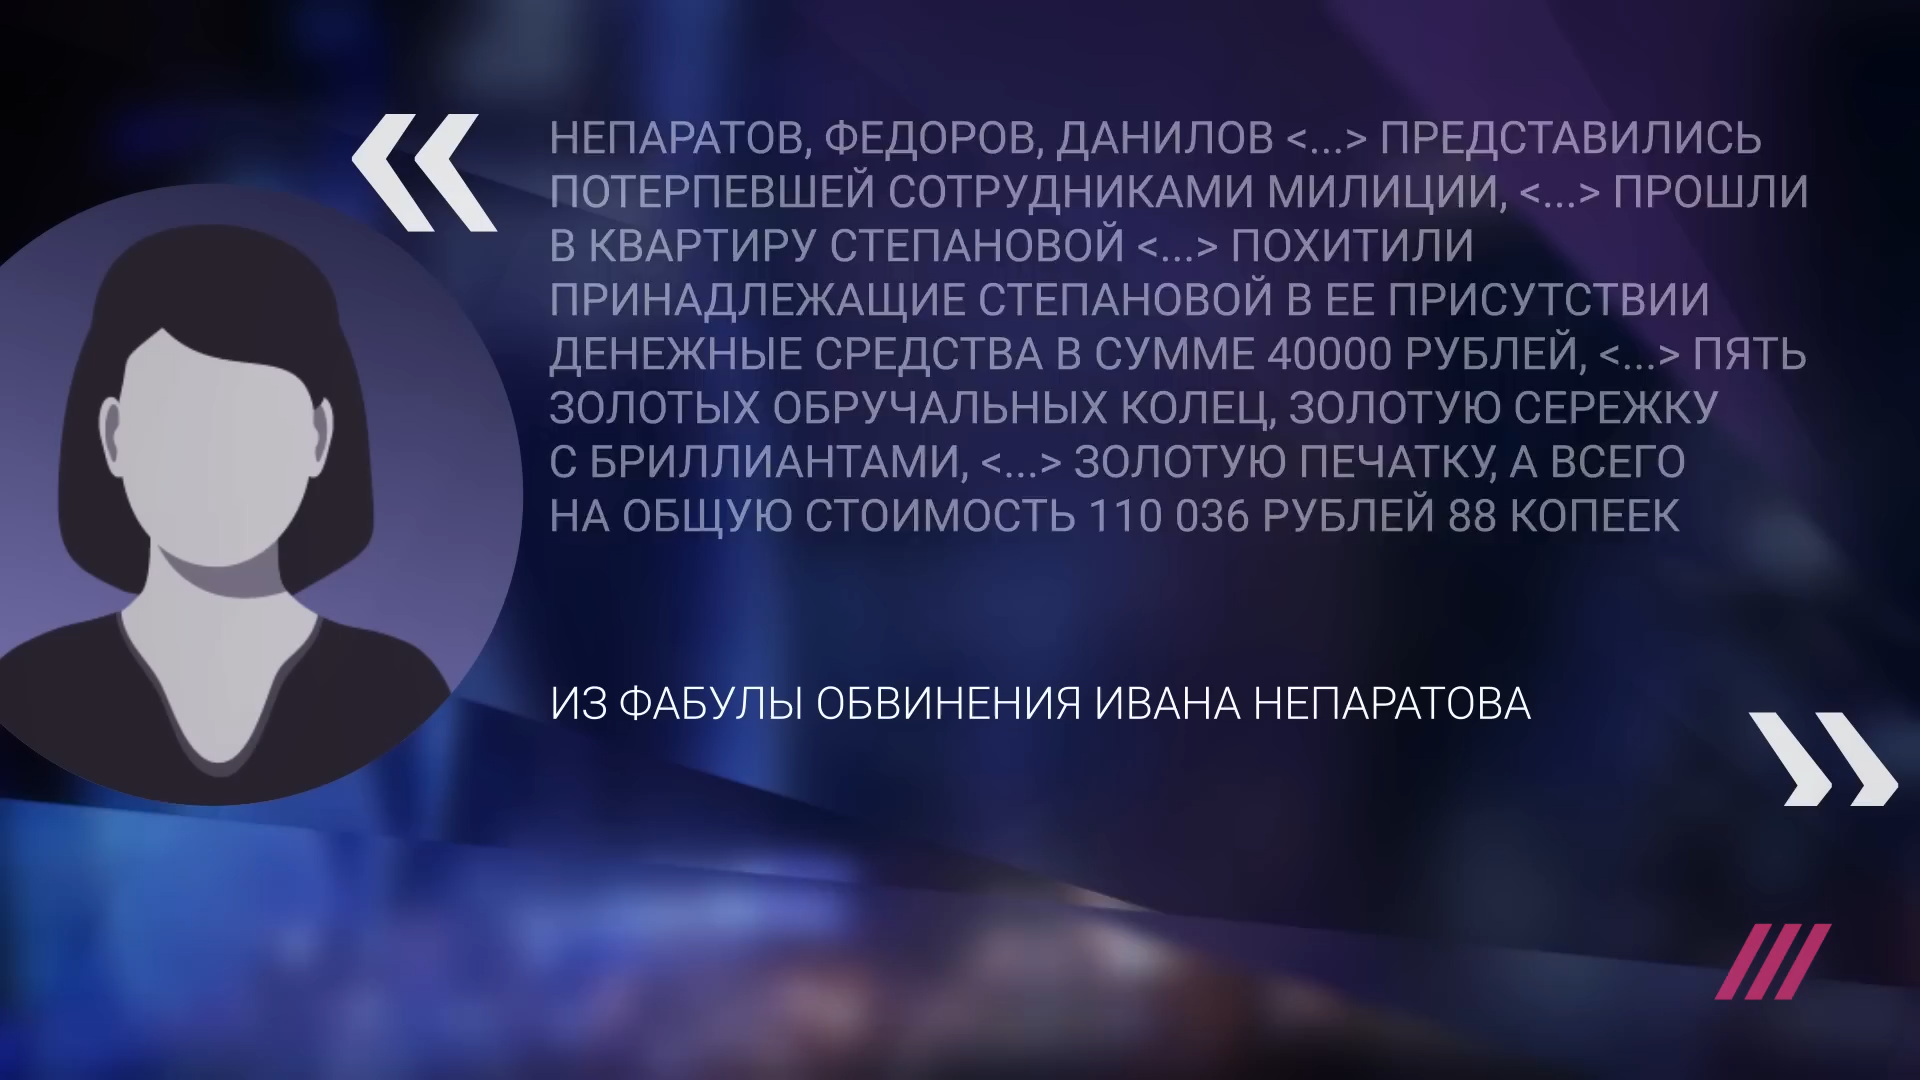 «
НЕПАРАТОВ, ФЕДОРОВ, ДАНИЛОВ <...> ПРЕДСТАВИЛИСЬ
ПОТЕРПЕВШЕЙ СОТРУДНИКАМИ МИЛИЦИИ, <...> ПРОШЛИ
В КВАРТИРУ СТЕПАНОВОЙ <...> ПОХИТИЛИ
ПРИНАДЛЕЖАЩИЕ СТЕПАНОВОЙ В ЕЕ ПРИСУТСТВИИ
ДЕНЕЖНЫЕ СРЕДСТВА В СУММЕ 40000 РУБЛЕЙ, <...> ПЯТЬ
ЗОЛОТЫХ ОБРУЧАЛЬНЫХ КОЛЕЦ, ЗОЛОТУЮ СЕРЕЖКУ
С БРИЛЛИАНТАМИ, <...> ЗОЛОТУЮ ПЕЧАТКУ, А ВСЕГО
НА ОБЩУЮ СТОИМОСТЬ 110 036 РУБЛЕЙ 88 КОПЕЕК
ИЗ ФАБУЛЫ ОБВИНЕНИЯ ИВАНА НЕПАРАТОВА
»